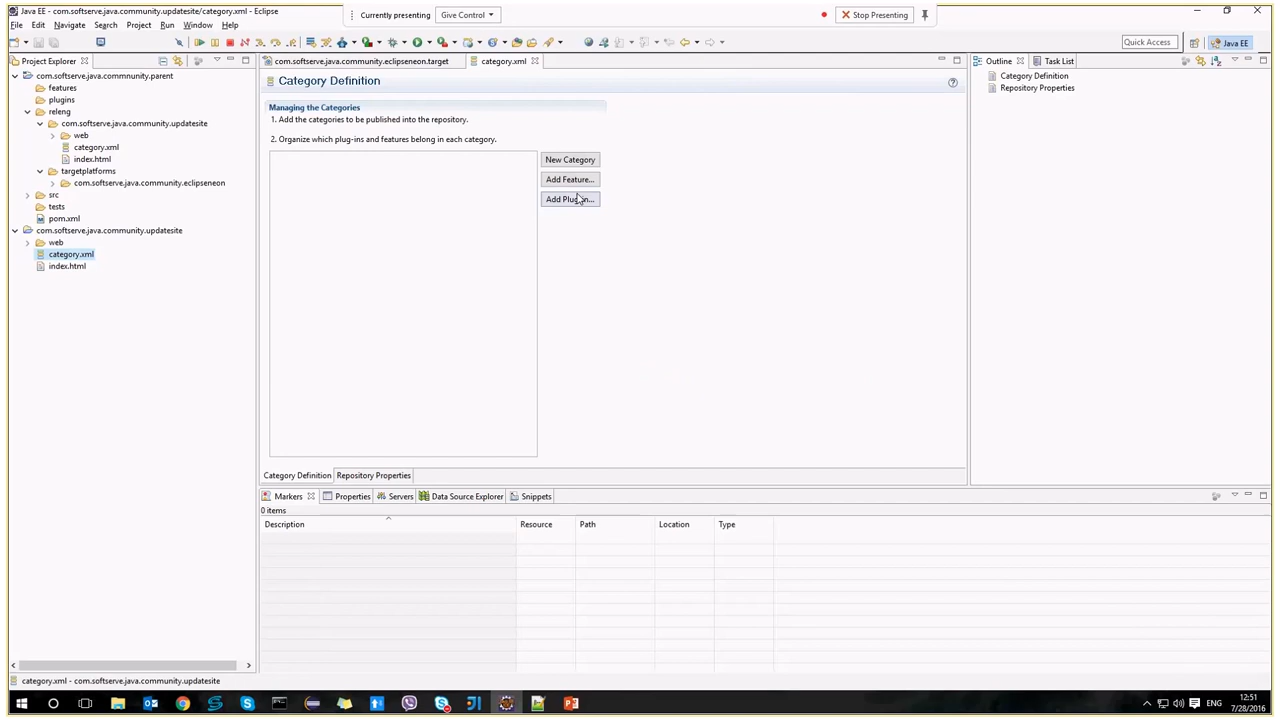 Java EE - com.softserve.java.community.updatesite/category.xml - Eclipse
Currently presenting
Give Control
Stop Presenting
File Edit Navigate Search Project Run Window Help
Quick Access
Java EE
Project Explorer
com.softserve.java.commnunity.parent
features
plugins
releng
com.softserve.java.community.updatesite
web
category.xml
index.html
targetplatforms
com.softserve.java.community.eclipseneon
src
tests
pom.xml
com.softserve.java.community.updatesite
web
category.xml
index.html
com.softserve.java.community.eclipseneon.target
category.xml
Category Definition
Managing the Categories
1. Add the categories to be published into the repository.
2. Organize which plug-ins and features belong in each category.
New Category
Add Feature...
Category Definition
Repository Properties
Outline
Task List
Category Definition
Repository Properties
Markers
Properties
Servers
Data Source Explorer
Snippets
0 items
Description
Resource
Path
Location
Type
category.xml - com.softserve.java.community.updatesite
ENG
12:51
7/28/2016